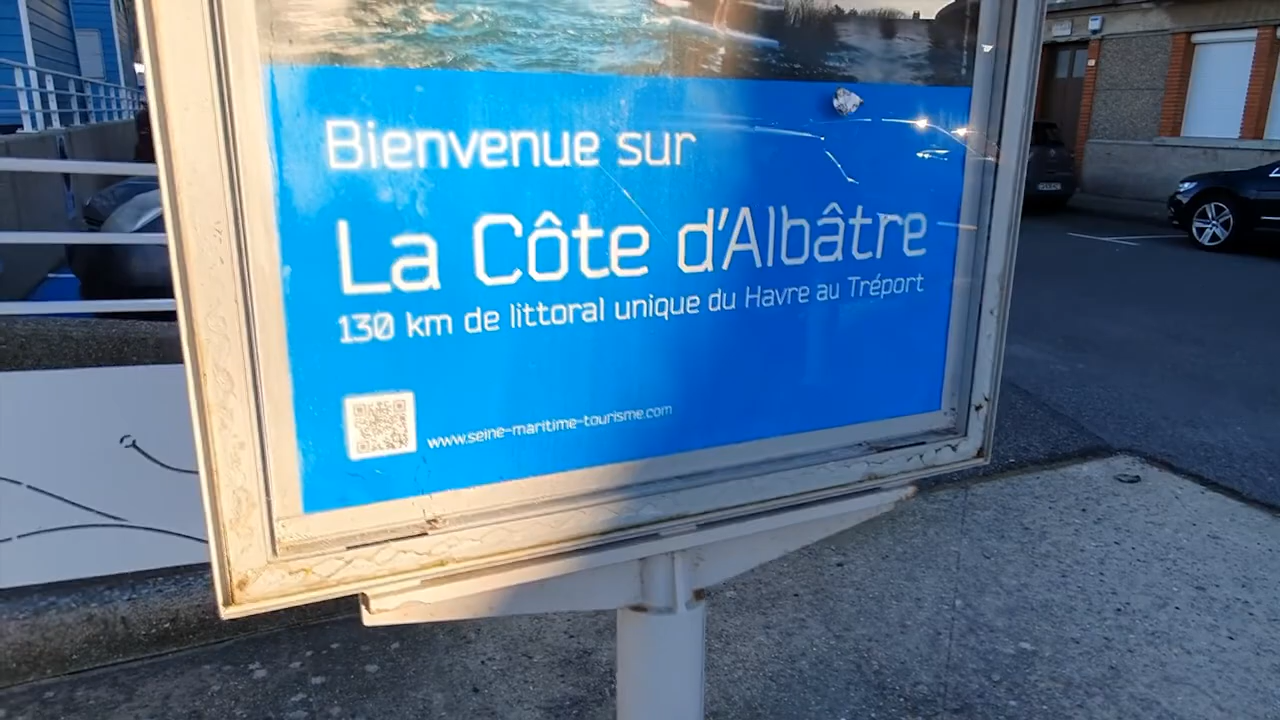 Bienvenue sur
La Côte d'Albâtre
130 km de littoral unique du Havre au Tréport
www.seine-maritime-tourisme.com